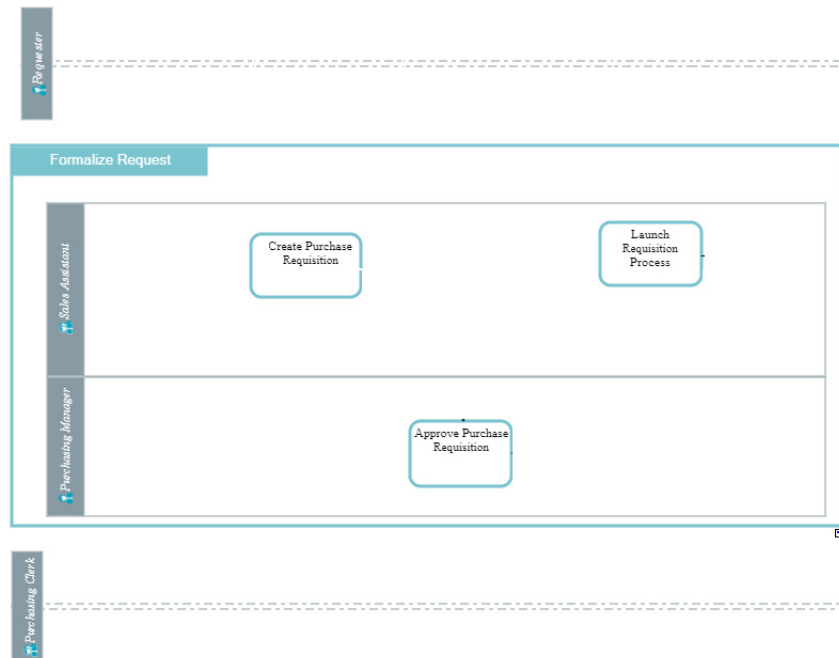 Requester
Formalize Request
Sales Assistant
Create Purchase
Requisition
Launch
Requisition
Process
Purchasing Manager
Approve Purchase
Requisition
Purchasing Clerk